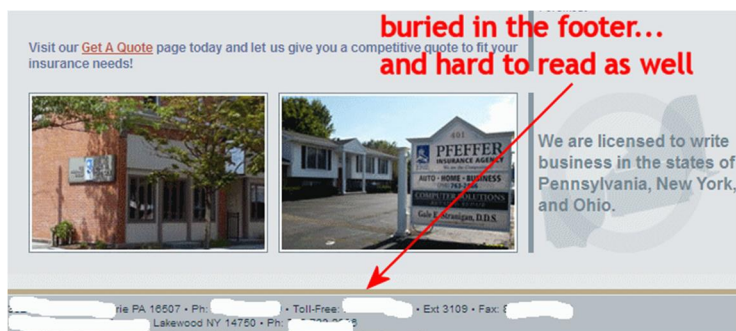 buried in the footer...
and hard to read as well
Visit our Get A Quote page today and let us give you a competitive quote to fit your
insurance needs!
401
PFEFFER
INSURANCE AGENCY
AUTO · HOME · BUSINESS
COMPUTER SOLUTIONS
Gale L. Stranigan, D.D.S.
We are licensed to write
business in the states of
Pennsylvania, New York,
and Ohio.
rie PA 16507 • Ph: • Toll-Free: • Ext 3109 • Fax:
Lakewood NY 14750 • Ph: